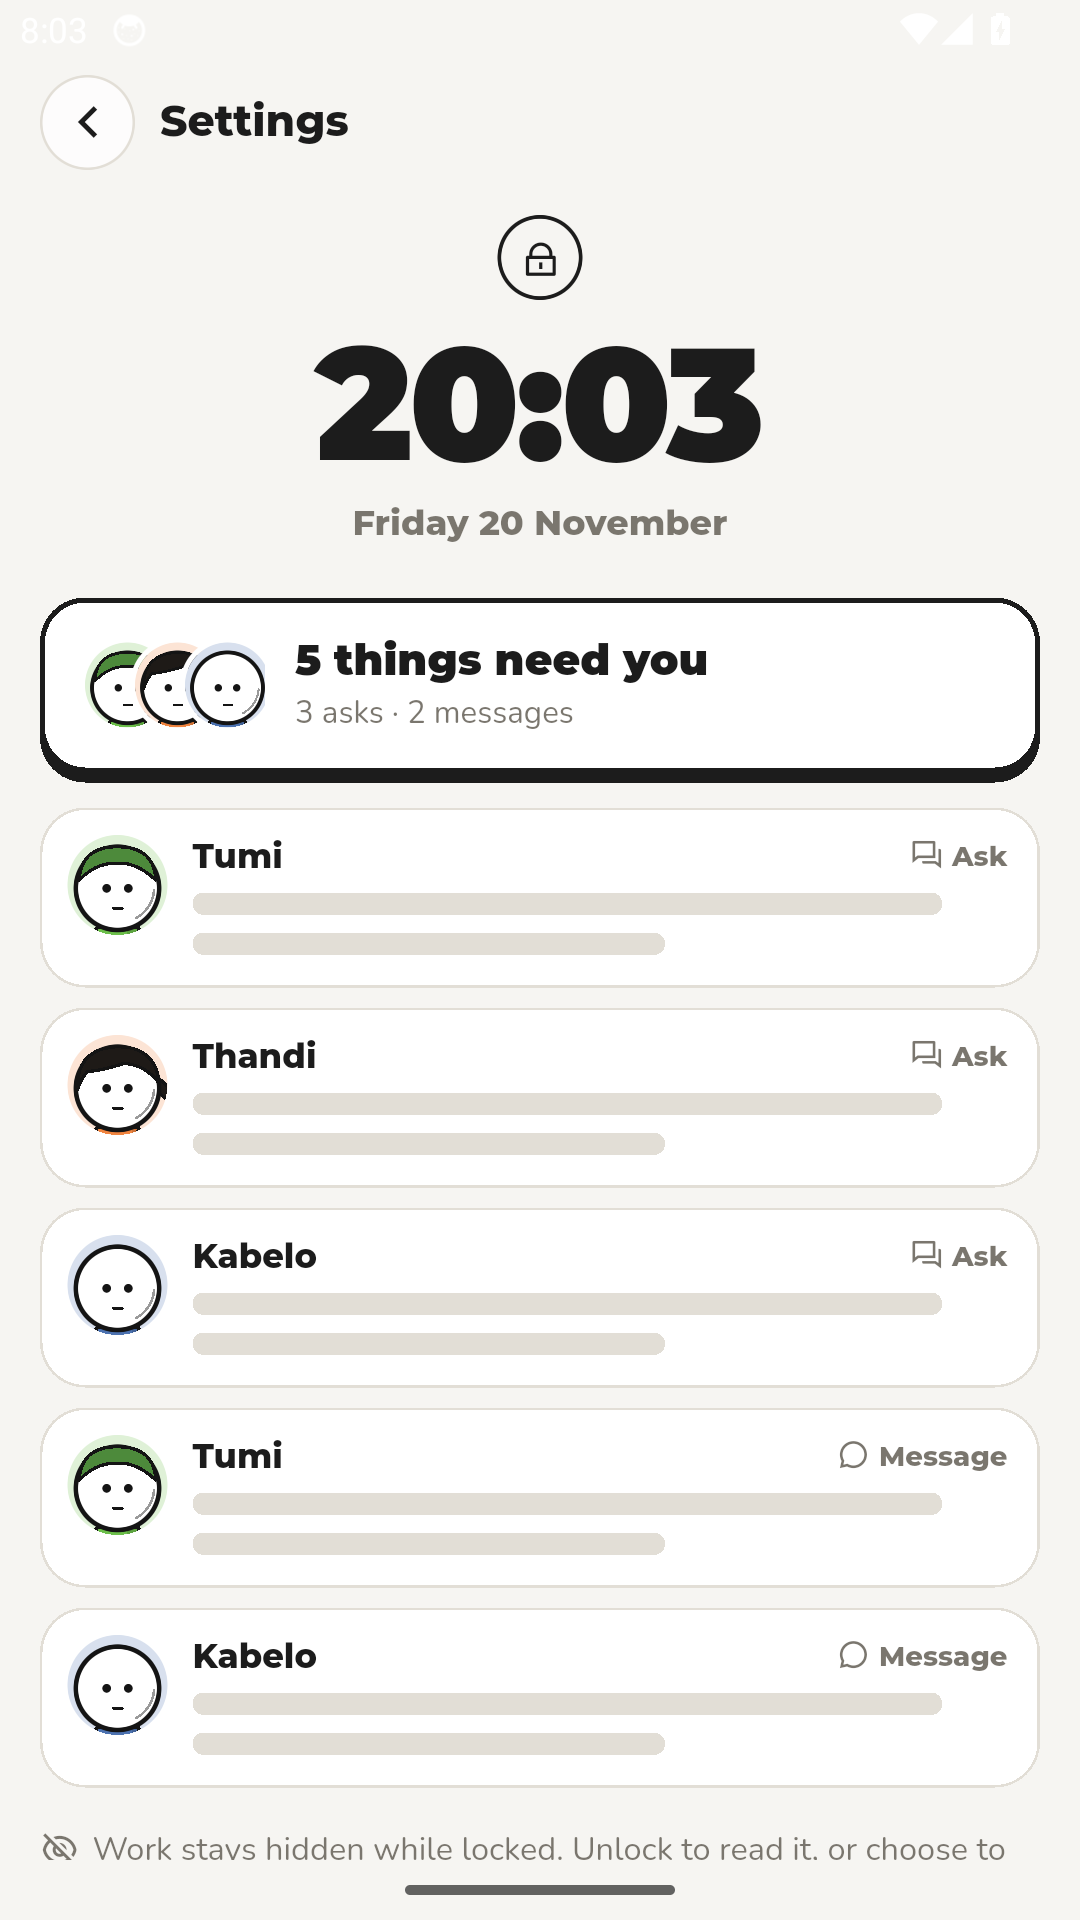 8:03
Settings
20:03
Friday 20 November
5 things need you
3 asks · 2 messages
Tumi
Ask
Thandi
Ask
Kabelo
Ask
Tumi
Message
Kabelo
Message
Work stays hidden while locked. Unlock to read it, or choose to